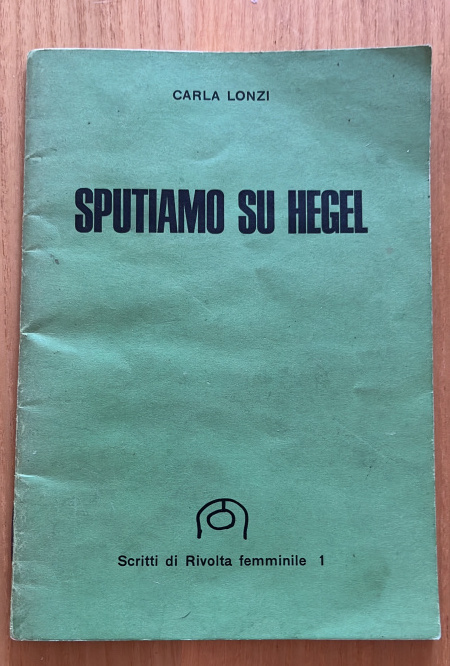 CARLA LONZI
SPUTIAMO SU HEGEL
Scritti di Rivolta femminile 1